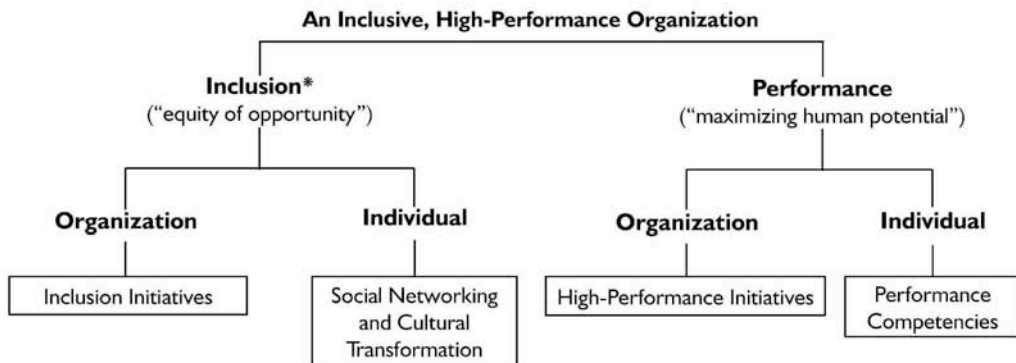 An Inclusive, High-Performance Organization
Inclusion*
("equity of opportunity")
Performance
("maximizing human potential")
Organization
Individual
Organization
Individual
Inclusion Initiatives
Social Networking
and Cultural
Transformation
High-Performance Initiatives
Performance
Competencies